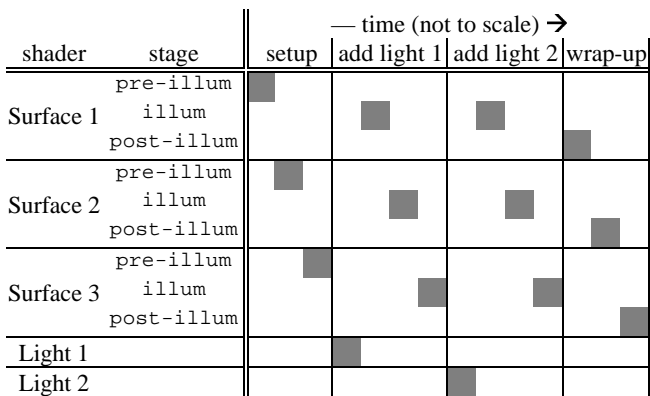 — time (not to scale) →
shader stage setup add light 1 add light 2 wrap-up
pre-illum
Surface 1 illum
post-illum
pre-illum
Surface 2 illum
post-illum
pre-illum
Surface 3 illum
post-illum
Light 1
Light 2